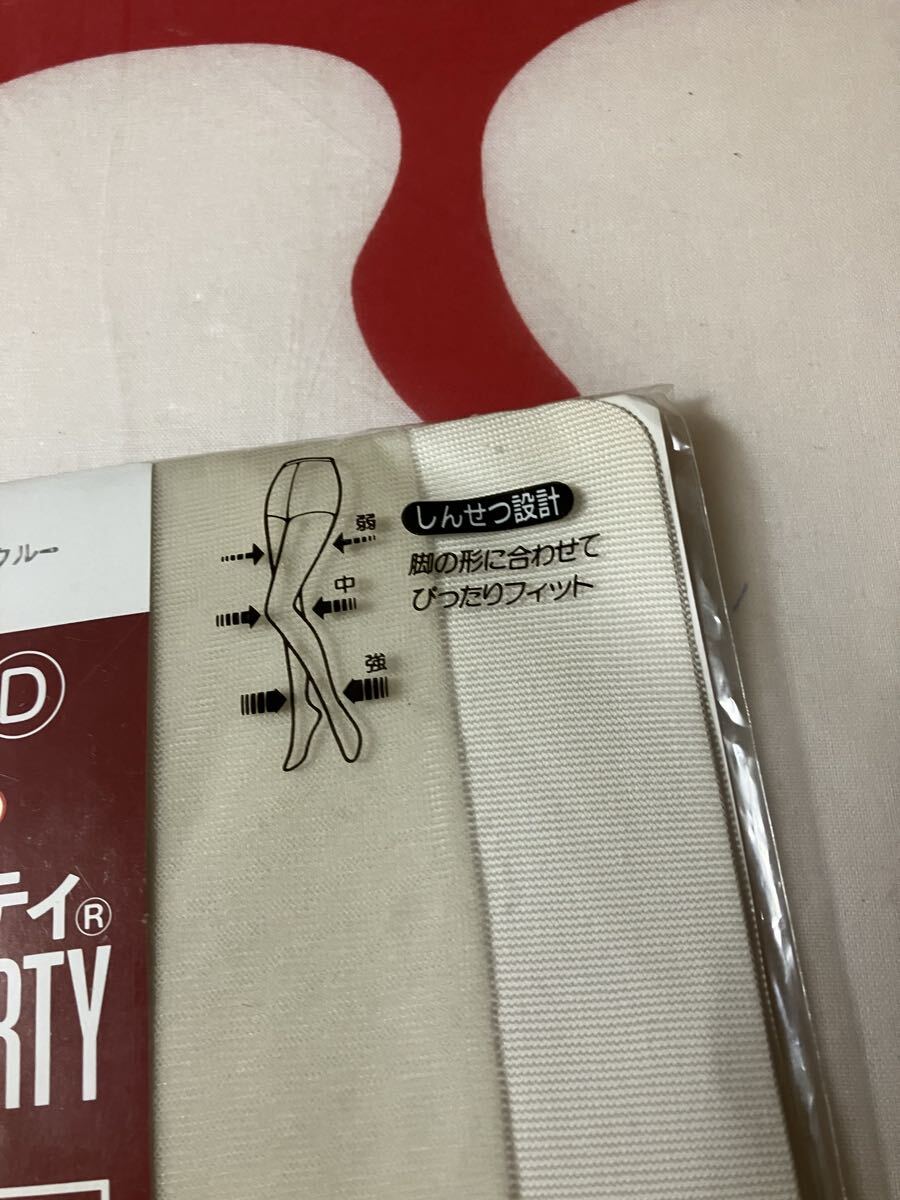 しんせつ設計
脚の形に合わせて
ぴったりフィット
弱
中
強
クルー
D
ティ®
RTY